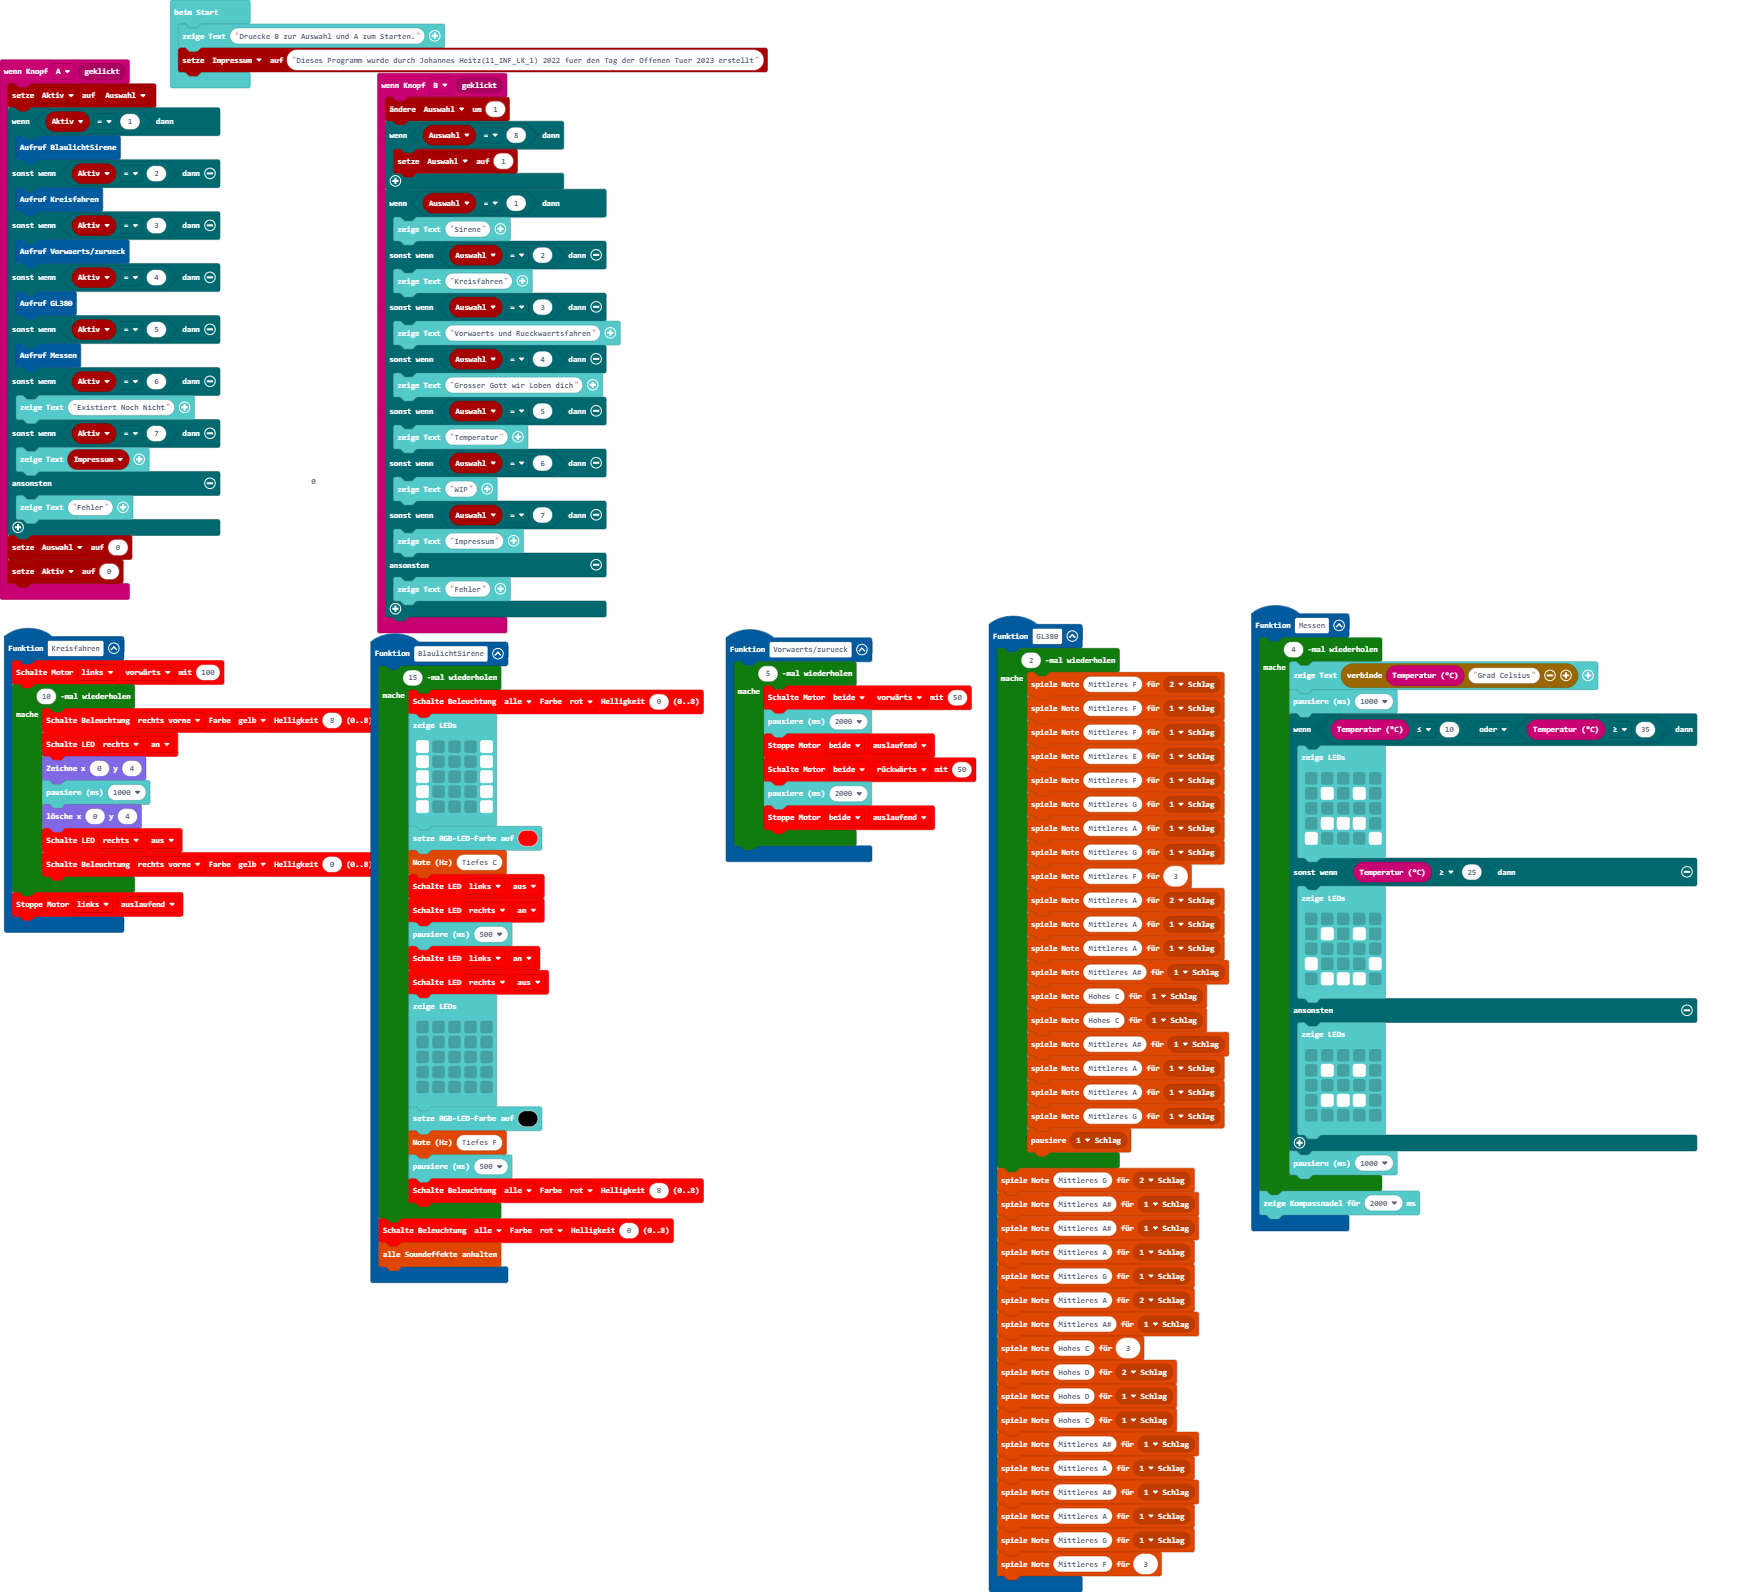 beim Start
zeige Text "Druecke B zur Auswahl und A zum Starten."
setze Impressum auf "Dieses Programm wurde durch Johannes Heitz(11_INF_LK_1) 2022 fuer den Tag der Offenen Tuer 2023 erstellt"
wenn Knopf A geklickt
setze Aktiv auf Auswahl
wenn Aktiv = 1 dann
Aufruf BlaulichtSirene
sonst wenn Aktiv = 2 dann
Aufruf Kreisfahren
sonst wenn Aktiv = 3 dann
Aufruf Vorwaerts/zurueck
sonst wenn Aktiv = 4 dann
Aufruf GL380
sonst wenn Aktiv = 5 dann
Aufruf Messen
sonst wenn Aktiv = 6 dann
zeige Text "Existiert Noch Nicht"
sonst wenn Aktiv = 7 dann
zeige Text Impressum
ansonsten
zeige Text "Fehler"
setze Auswahl auf 0
setze Aktiv auf 0
0
wenn Knopf B geklickt
ändere Auswahl um 1
wenn Auswahl = 8 dann
setze Auswahl auf 1
wenn Auswahl = 1 dann
zeige Text "Sirene"
sonst wenn Auswahl = 2 dann
zeige Text "Kreisfahren"
sonst wenn Auswahl = 3 dann
zeige Text "Vorwaerts und Rueckwaertsfahren"
sonst wenn Auswahl = 4 dann
zeige Text "Grosser Gott wir Loben dich"
sonst wenn Auswahl = 5 dann
zeige Text "Temperatur"
sonst wenn Auswahl = 6 dann
zeige Text "WIP"
sonst wenn Auswahl = 7 dann
zeige Text "Impressum"
ansonsten
zeige Text "Fehler"
Funktion Kreisfahren
Schalte Motor links vorwärts mit 100
10 -mal wiederholen
mache
Schalte Beleuchtung rechts vorne Farbe gelb Helligkeit 8 (0..8)
Schalte LED rechts an
Zeichne x 0 y 4
pausiere (ms) 1000
lösche x 0 y 4
Schalte LED rechts aus
Schalte Beleuchtung rechts vorne Farbe gelb Helligkeit 0 (0..8)
Stoppe Motor links auslaufend
Funktion BlaulichtSirene
15 -mal wiederholen
mache
Schalte Beleuchtung alle Farbe rot Helligkeit 0 (0..8)
zeige LEDs
setze RGB-LED-Farbe auf
Note (Hz) Tiefes C
Schalte LED links aus
Schalte LED rechts an
pausiere (ms) 500
Schalte LED links an
Schalte LED rechts aus
zeige LEDs
setze RGB-LED-Farbe auf
Note (Hz) Tiefes F
pausiere (ms) 500
Schalte Beleuchtung alle Farbe rot Helligkeit 8 (0..8)
Schalte Beleuchtung alle Farbe rot Helligkeit 0 (0..8)
alle Soundeffekte anhalten
Funktion Vorwaerts/zurueck
5 -mal wiederholen
mache
Schalte Motor beide vorwärts mit 50
pausiere (ms) 2000
Stoppe Motor beide auslaufend
Schalte Motor beide rückwärts mit 50
pausiere (ms) 2000
Stoppe Motor beide auslaufend
Funktion GL380
2 -mal wiederholen
mache
spiele Note Mittleres F für 2 Schlag
spiele Note Mittleres F für 1 Schlag
spiele Note Mittleres F für 1 Schlag
spiele Note Mittleres E für 1 Schlag
spiele Note Mittleres F für 1 Schlag
spiele Note Mittleres G für 1 Schlag
spiele Note Mittleres A für 1 Schlag
spiele Note Mittleres G für 1 Schlag
spiele Note Mittleres F für 3
spiele Note Mittleres A für 2 Schlag
spiele Note Mittleres A für 1 Schlag
spiele Note Mittleres A für 1 Schlag
spiele Note Mittleres A# für 1 Schlag
spiele Note Hohes C für 1 Schlag
spiele Note Hohes C für 1 Schlag
spiele Note Mittleres A# für 1 Schlag
spiele Note Mittleres A für 1 Schlag
spiele Note Mittleres A für 1 Schlag
spiele Note Mittleres G für 1 Schlag
pausiere 1 Schlag
spiele Note Mittleres G für 2 Schlag
spiele Note Mittleres A# für 1 Schlag
spiele Note Mittleres A# für 1 Schlag
spiele Note Mittleres A für 1 Schlag
spiele Note Mittleres G für 1 Schlag
spiele Note Mittleres A für 2 Schlag
spiele Note Mittleres A# für 1 Schlag
spiele Note Hohes C für 3
spiele Note Hohes D für 2 Schlag
spiele Note Hohes D für 1 Schlag
spiele Note Hohes C für 1 Schlag
spiele Note Mittleres A# für 1 Schlag
spiele Note Mittleres A für 1 Schlag
spiele Note Mittleres A# für 1 Schlag
spiele Note Mittleres A für 1 Schlag
spiele Note Mittleres G für 1 Schlag
spiele Note Mittleres F für 3
Funktion Messen
4 -mal wiederholen
mache
zeige Text verbinde Temperatur (°C) "Grad Celsius"
pausiere (ms) 1000
wenn Temperatur (°C) ≤ 10 oder Temperatur (°C) ≥ 35 dann
zeige LEDs
sonst wenn Temperatur (°C) ≥ 25 dann
zeige LEDs
ansonsten
zeige LEDs
pausiere (ms) 1000
zeige Kompassnadel für 2000 ms